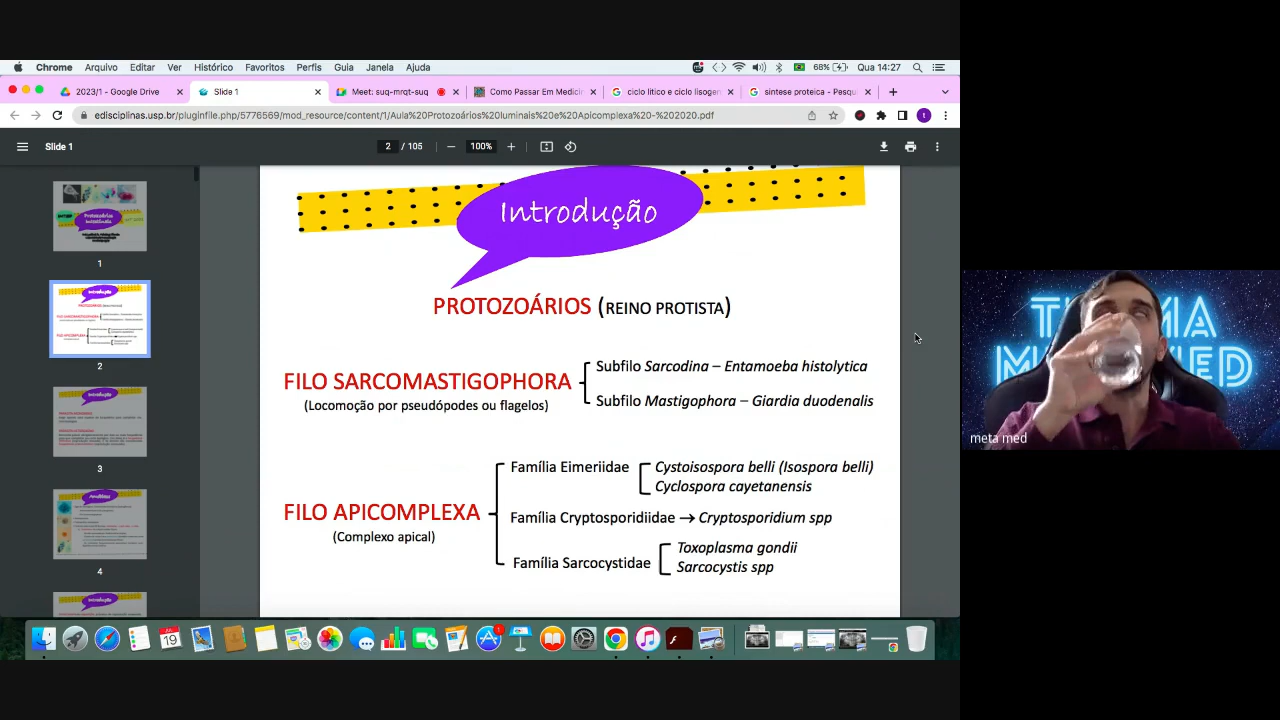 Chrome Arquivo Editar Ver Histórico Favoritos Perfis Guia Janela Ajuda 68% Qua 14:27
2023/1 - Google Drive Slide 1 Meet: suq-mrqt-suq Como Passar Em Medicin ciclo lítico e ciclo lisogen sintese proteica - Pesqui
edisciplinas.usp.br/pluginfile.php/5776569/mod_resource/content/1/Aula%20Protozoários%20luminais%20e%20Apicomplexa%20-%202020.pdf
Slide 1 2 / 105 100%
Introdução
PROTOZOÁRIOS (REINO PROTISTA)
FILO SARCOMASTIGOPHORA
(Locomoção por pseudópodes ou flagelos)
Subfilo Sarcodina – Entamoeba histolytica
Subfilo Mastigophora – Giardia duodenalis
FILO APICOMPLEXA
(Complexo apical)
Família Eimeriidae
Cystoisospora belli (Isospora belli)
Cyclospora cayetanensis
Família Cryptosporidiidae → Cryptosporidium spp
Família Sarcocystidae
Toxoplasma gondii
Sarcocystis spp
1
2
3
4
meta med
JUL
19